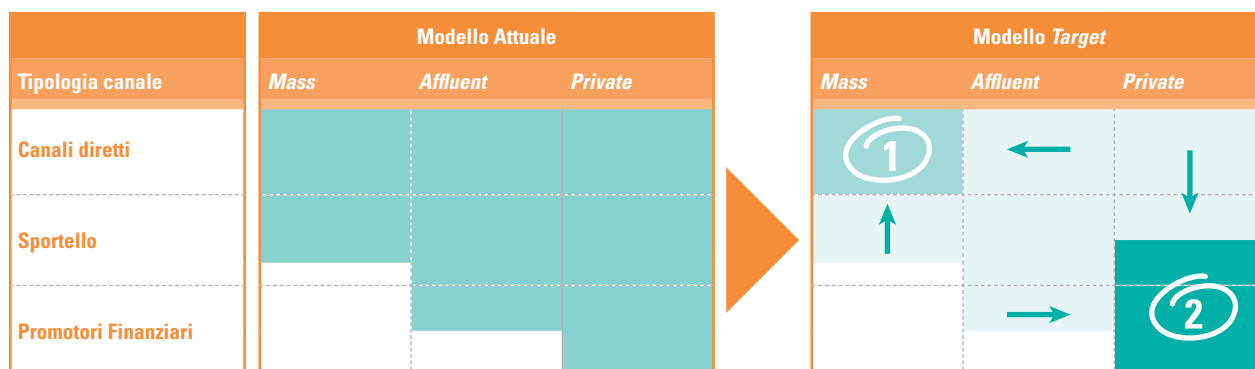 Modello Attuale
Modello Target
Tipologia canale
Mass Affluent Private
Mass Affluent Private
Canali diretti
1
Sportello
Promotori Finanziari
2